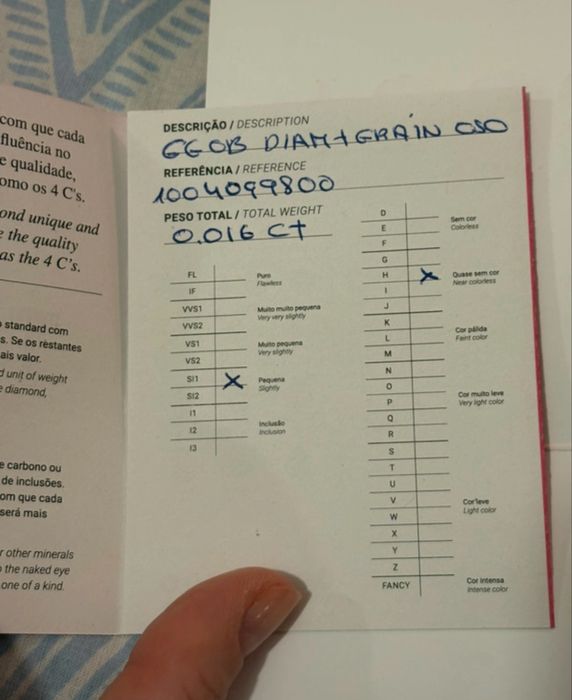 com que cada
fluência no
e qualidade,
omo os 4 C's.
ond unique and
e the quality
as the 4 C's.
standard com
s. Se os restantes
ais valor.
d unit of weight
e diamond,
e carbono ou
de inclusões.
om que cada
será mais
r other minerals
the naked eye
one of a kind.
DESCRIÇÃO / DESCRIPTION
GGOB DIAM+GRAIN CSO
REFERÊNCIA / REFERENCE
1004099800
PESO TOTAL / TOTAL WEIGHT
0.016 CT
FL
IF
Puro
Flawless
VVS1
VVS2
Muito muito pequena
Very very slightly
VS1
VS2
Muito pequena
Very slightly
SI1 X
SI2
Pequena
Slightly
I1
I2
I3
Inclusão
Inclusion
D
E
F
Sem cor
Colorless
G
H X
I
J
Quase sem cor
Near colorless
K
L
M
Cor pálida
Faint color
N
O
P
Q
R
Cor muito leve
Very light color
S
T
U
V
W
X
Y
Z
Cor leve
Light color
FANCY
Cor intensa
Intense color